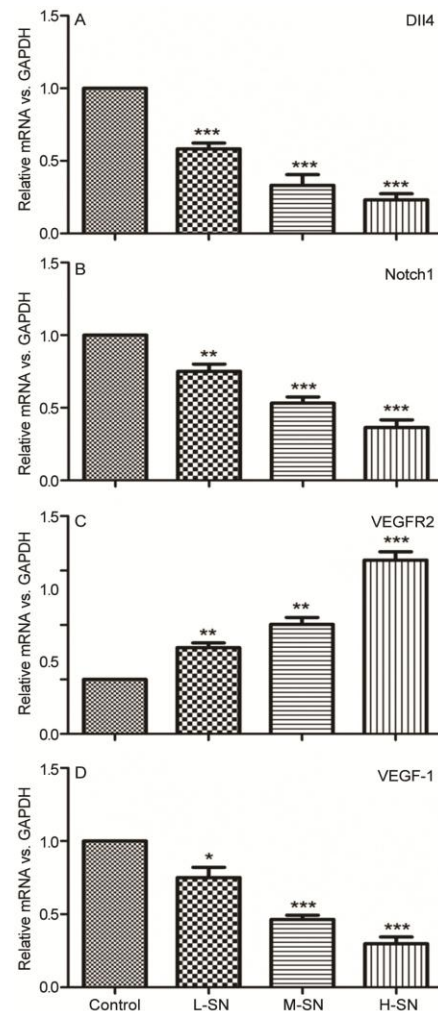 A
Dll4
Relative mRNA vs. GAPDH
1.5
1.0
0.5
0.0
***
***
***
B
Notch1
Relative mRNA vs. GAPDH
1.5
1.0
0.5
0.0
**
***
***
C
VEGFR2
Relative mRNA vs. GAPDH
1.5
1.0
0.5
0.0
**
**
***
D
VEGF-1
Relative mRNA vs. GAPDH
1.5
1.0
0.5
0.0
*
***
***
Control L-SN M-SN H-SN